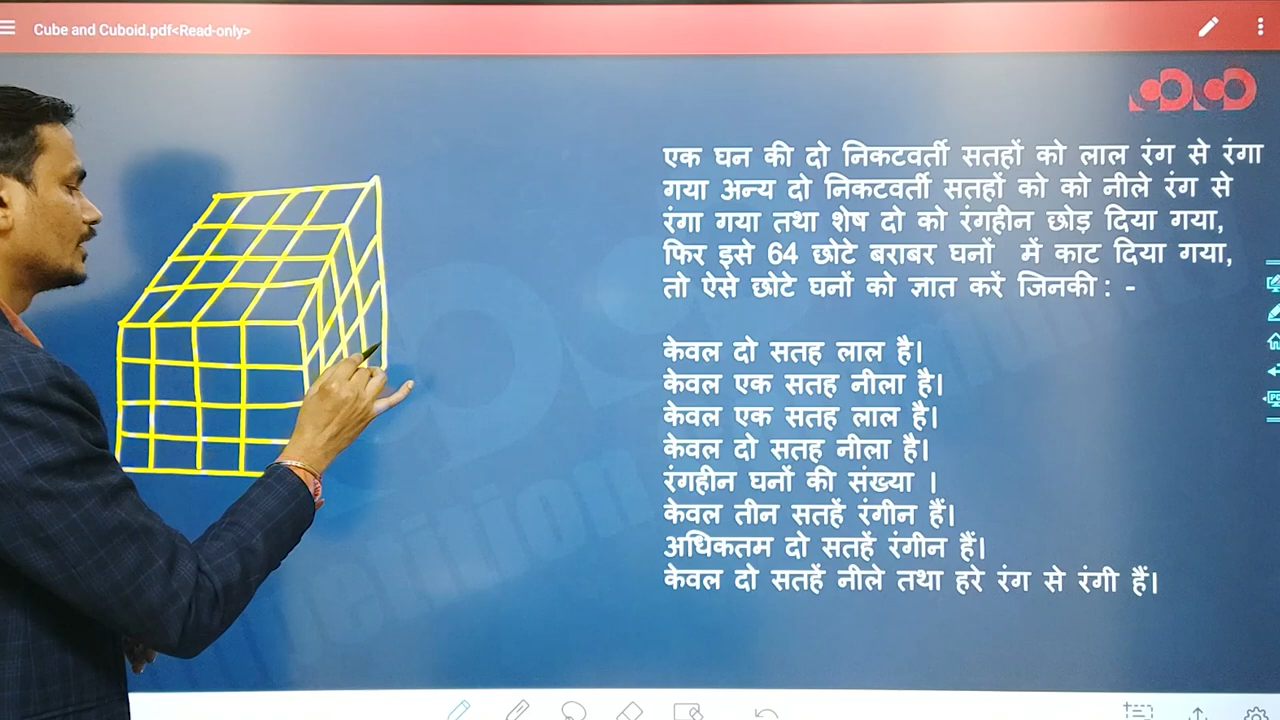 Cube and Cuboid.pdf<Read-only>
एक घन की दो निकटवर्ती सतहों को लाल रंग से रंगा
गया अन्य दो निकटवर्ती सतहों को को नीले रंग से
रंगा गया तथा शेष दो को रंगहीन छोड़ दिया गया,
फिर इसे 64 छोटे बराबर घनों में काट दिया गया,
तो ऐसे छोटे घनों को ज्ञात करें जिनकी : -
केवल दो सतह लाल है।
केवल एक सतह नीला है।
केवल एक सतह लाल है।
केवल दो सतह नीला है।
रंगहीन घनों की संख्या ।
केवल तीन सतहें रंगीन हैं।
अधिकतम दो सतहें रंगीन हैं।
केवल दो सतहें नीले तथा हरे रंग से रंगी हैं।